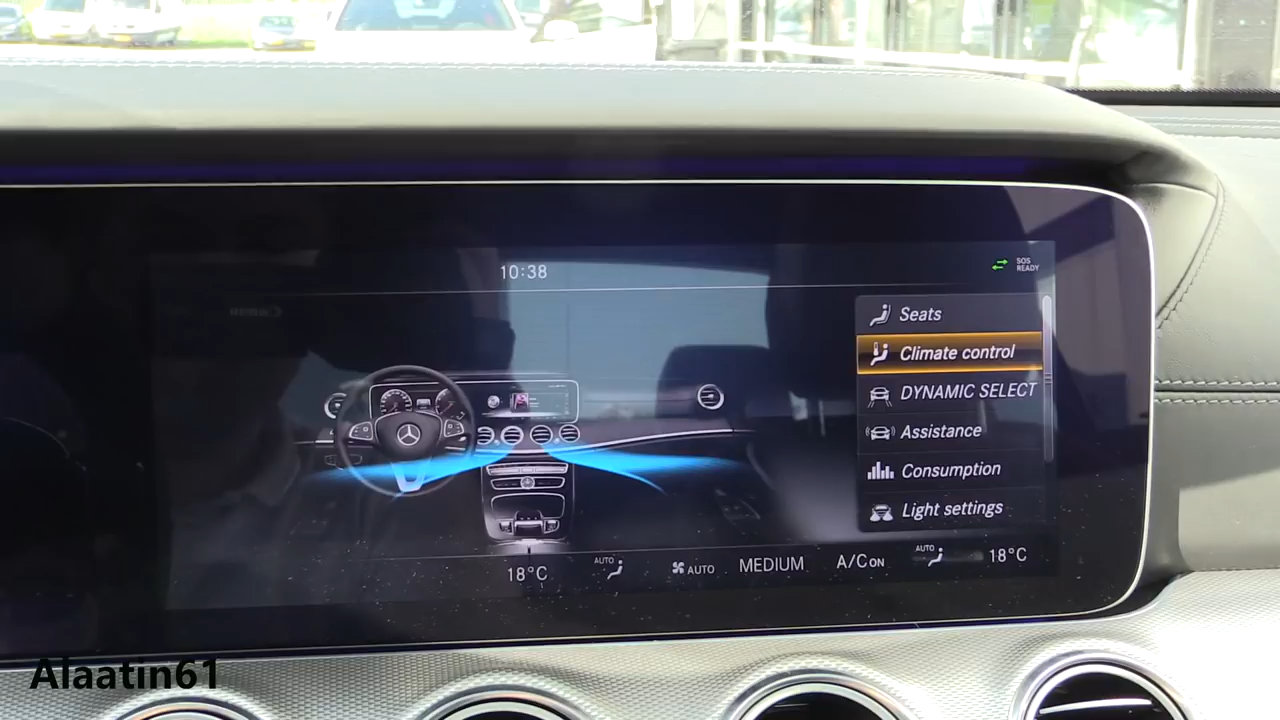 10:38
SOS
READY
Seats
Climate control
DYNAMIC SELECT
Assistance
Consumption
Light settings
18°C
AUTO
AUTO
MEDIUM
A/C ON
AUTO
18°C
Canon
Alaatin61